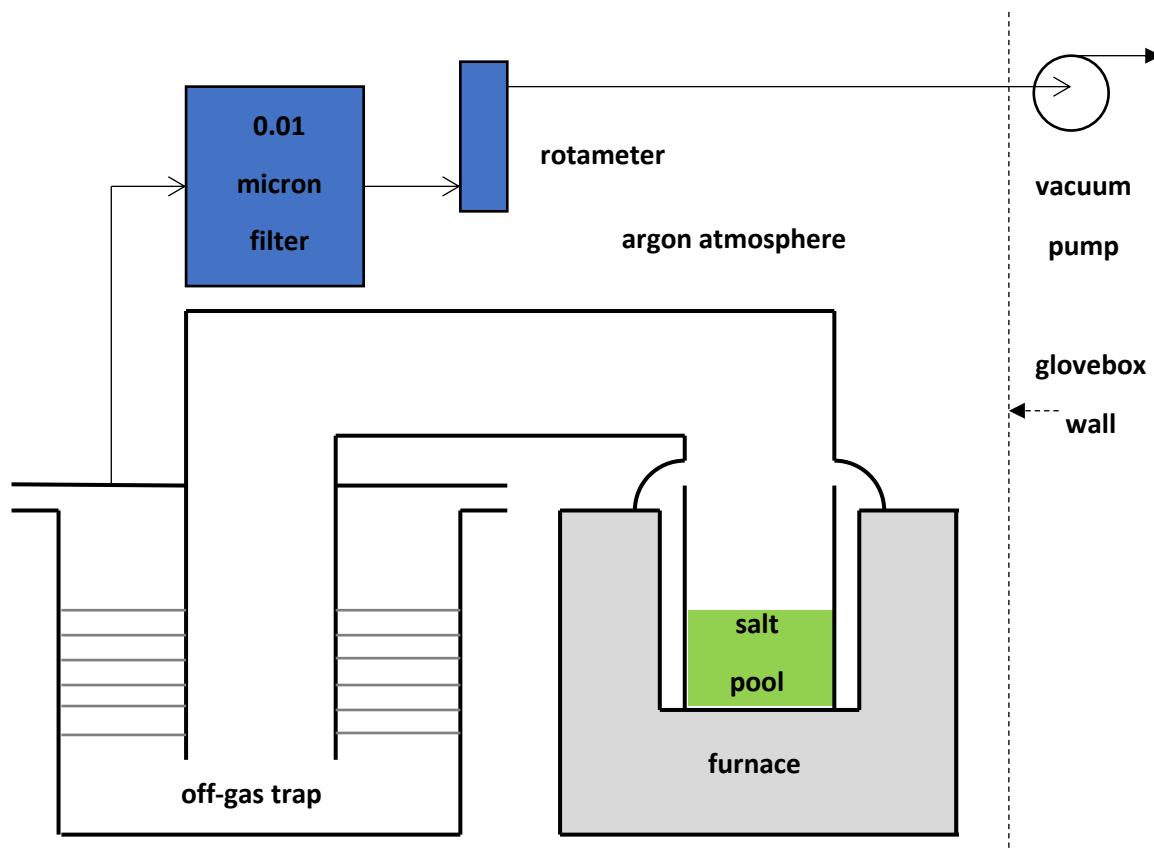 0.01
micron
filter
rotameter
argon atmosphere
vacuum
pump
glovebox
wall
salt
pool
furnace
off-gas trap